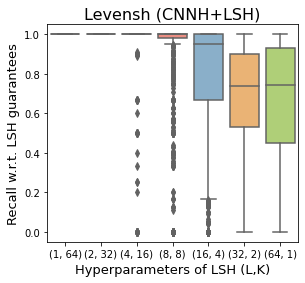 Levensh (CNNH+LSH)
Recall w.r.t. LSH guarantees
1.0
0.8
0.6
0.4
0.2
0.0
(1, 64) (2, 32) (4, 16) (8, 8) (16, 4) (32, 2) (64, 1)
Hyperparameters of LSH (L,K)